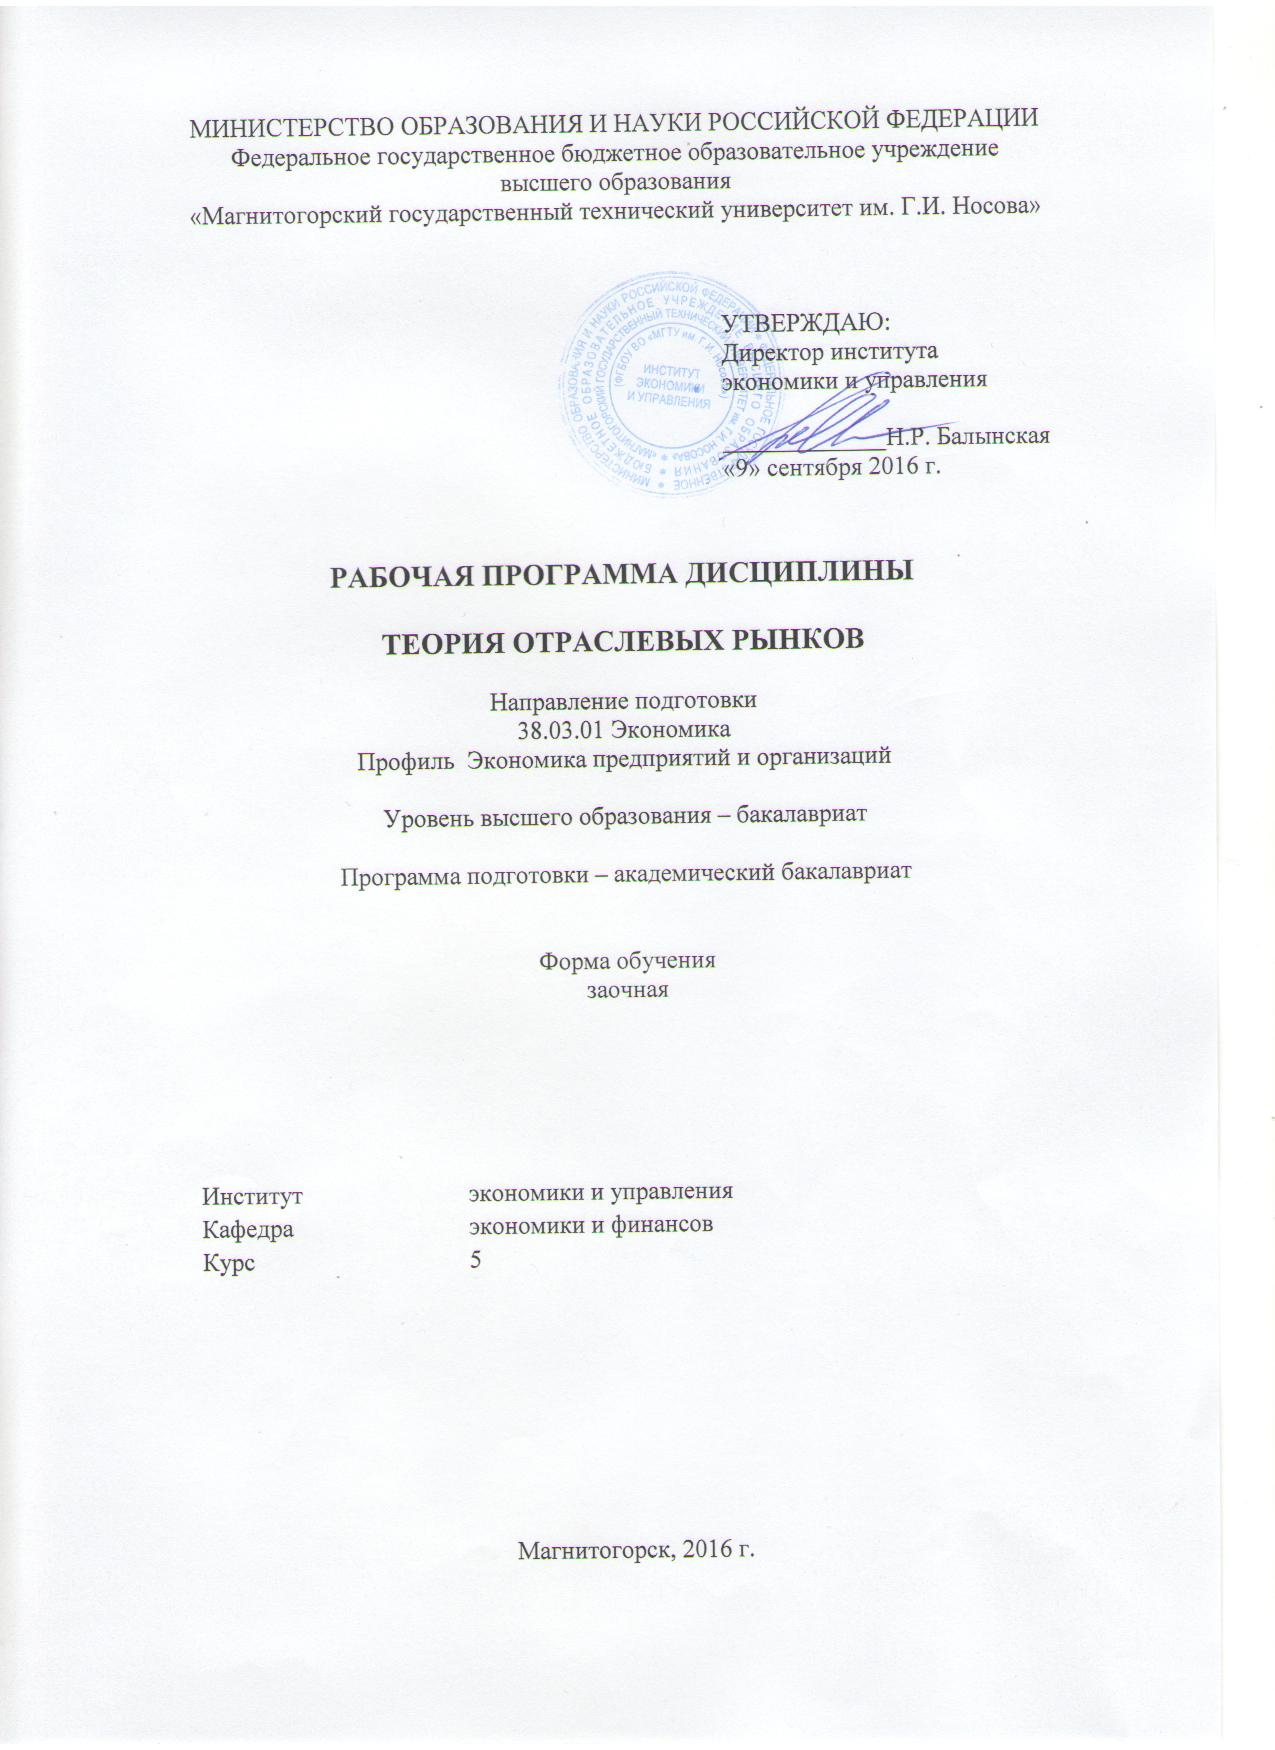 МИНИСТЕРСТВО ОБРАЗОВАНИЯ И НАУКИ РОССИЙСКОЙ ФЕДЕРАЦИИ
Федеральное государственное бюджетное образовательное учреждение
высшего образования
«Магнитогорский государственный технический университет им. Г.И. Носова»
ИНСТИТУТ
ЭКОНОМИКИ
И УПРАВЛЕНИЯ
УТВЕРЖДАЮ:
Директор института
экономики и управления
Н.Р. Балынская
«9» сентября 2016 г.
РАБОЧАЯ ПРОГРАММА ДИСЦИПЛИНЫ
ТЕОРИЯ ОТРАСЛЕВЫХ РЫНКОВ
Направление подготовки
38.03.01 Экономика
Профиль Экономика предприятий и организаций
Уровень высшего образования – бакалавриат
Программа подготовки – академический бакалавриат
Форма обучения
заочная
Институт экономики и управления
Кафедра экономики и финансов
Курс 5
Магнитогорск, 2016 г.